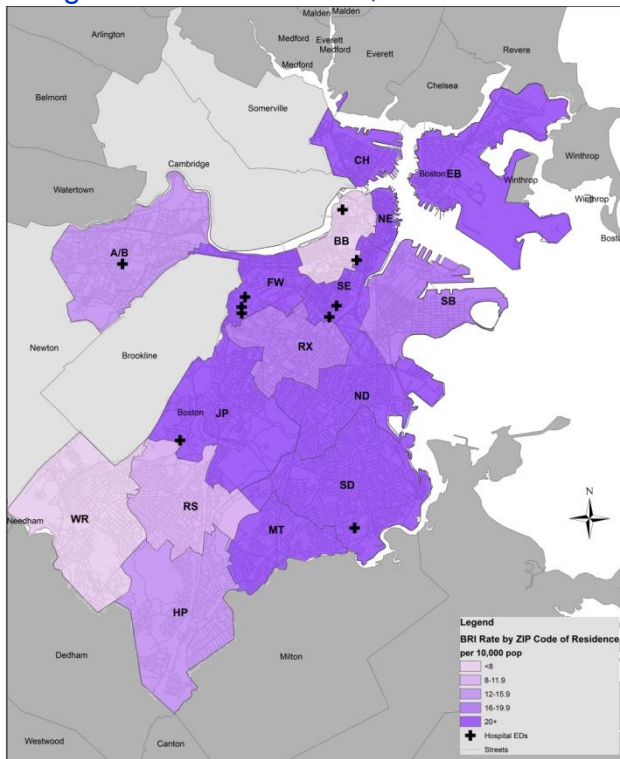 Malden
Malden
Arlington
Medford
Everett
Medford
Medford
Everett
Revere
Chelsea
Belmont
Somerville
CH
Winthrop
Cambridge
Boston
EB
Winthrop
Watertown
Winthrop
NE
BB
A/B
FW
SE
SB
Newton
RX
Brookline
ND
Boston
JP
SD
N
RS
WR
Needham
MT
HP
Legend
BRI Rate by ZIP Code of Residence
per 10,000 pop
<8
8-11.9
12-15.9
16-19.9
20+
Hospital EDs
Streets
Dedham
Milton
Westwood
Canton